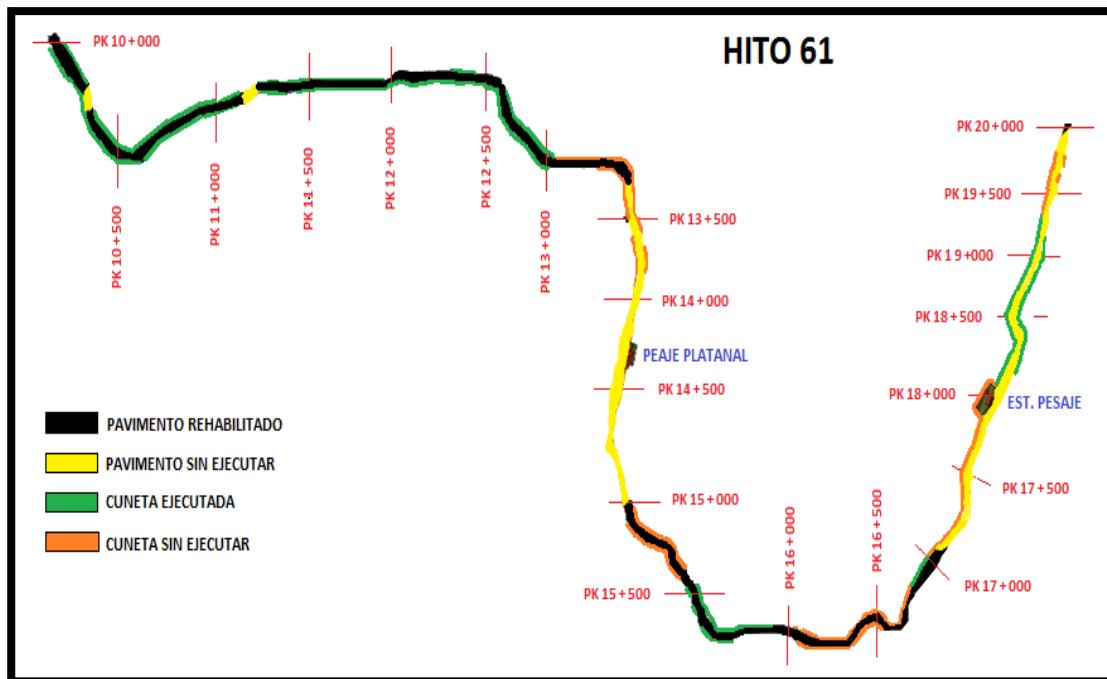 HITO 61
PK 10+000
PK 10+500
PK 11+000
PK 11+500
PK 12+000
PK 12+500
PK 13+000
PK 13+500
PK 14+000
PEAJE PLATANAL
PK 14+500
PK 15+000
PK 15+500
PK 16+000
PK 16+500
PK 17+000
PK 17+500
PK 18+000
EST. PESAJE
PK 18+500
PK 19+000
PK 19+500
PK 20+000
PAVIMENTO REHABILITADO
PAVIMENTO SIN EJECUTAR
CUNETA EJECUTADA
CUNETA SIN EJECUTAR